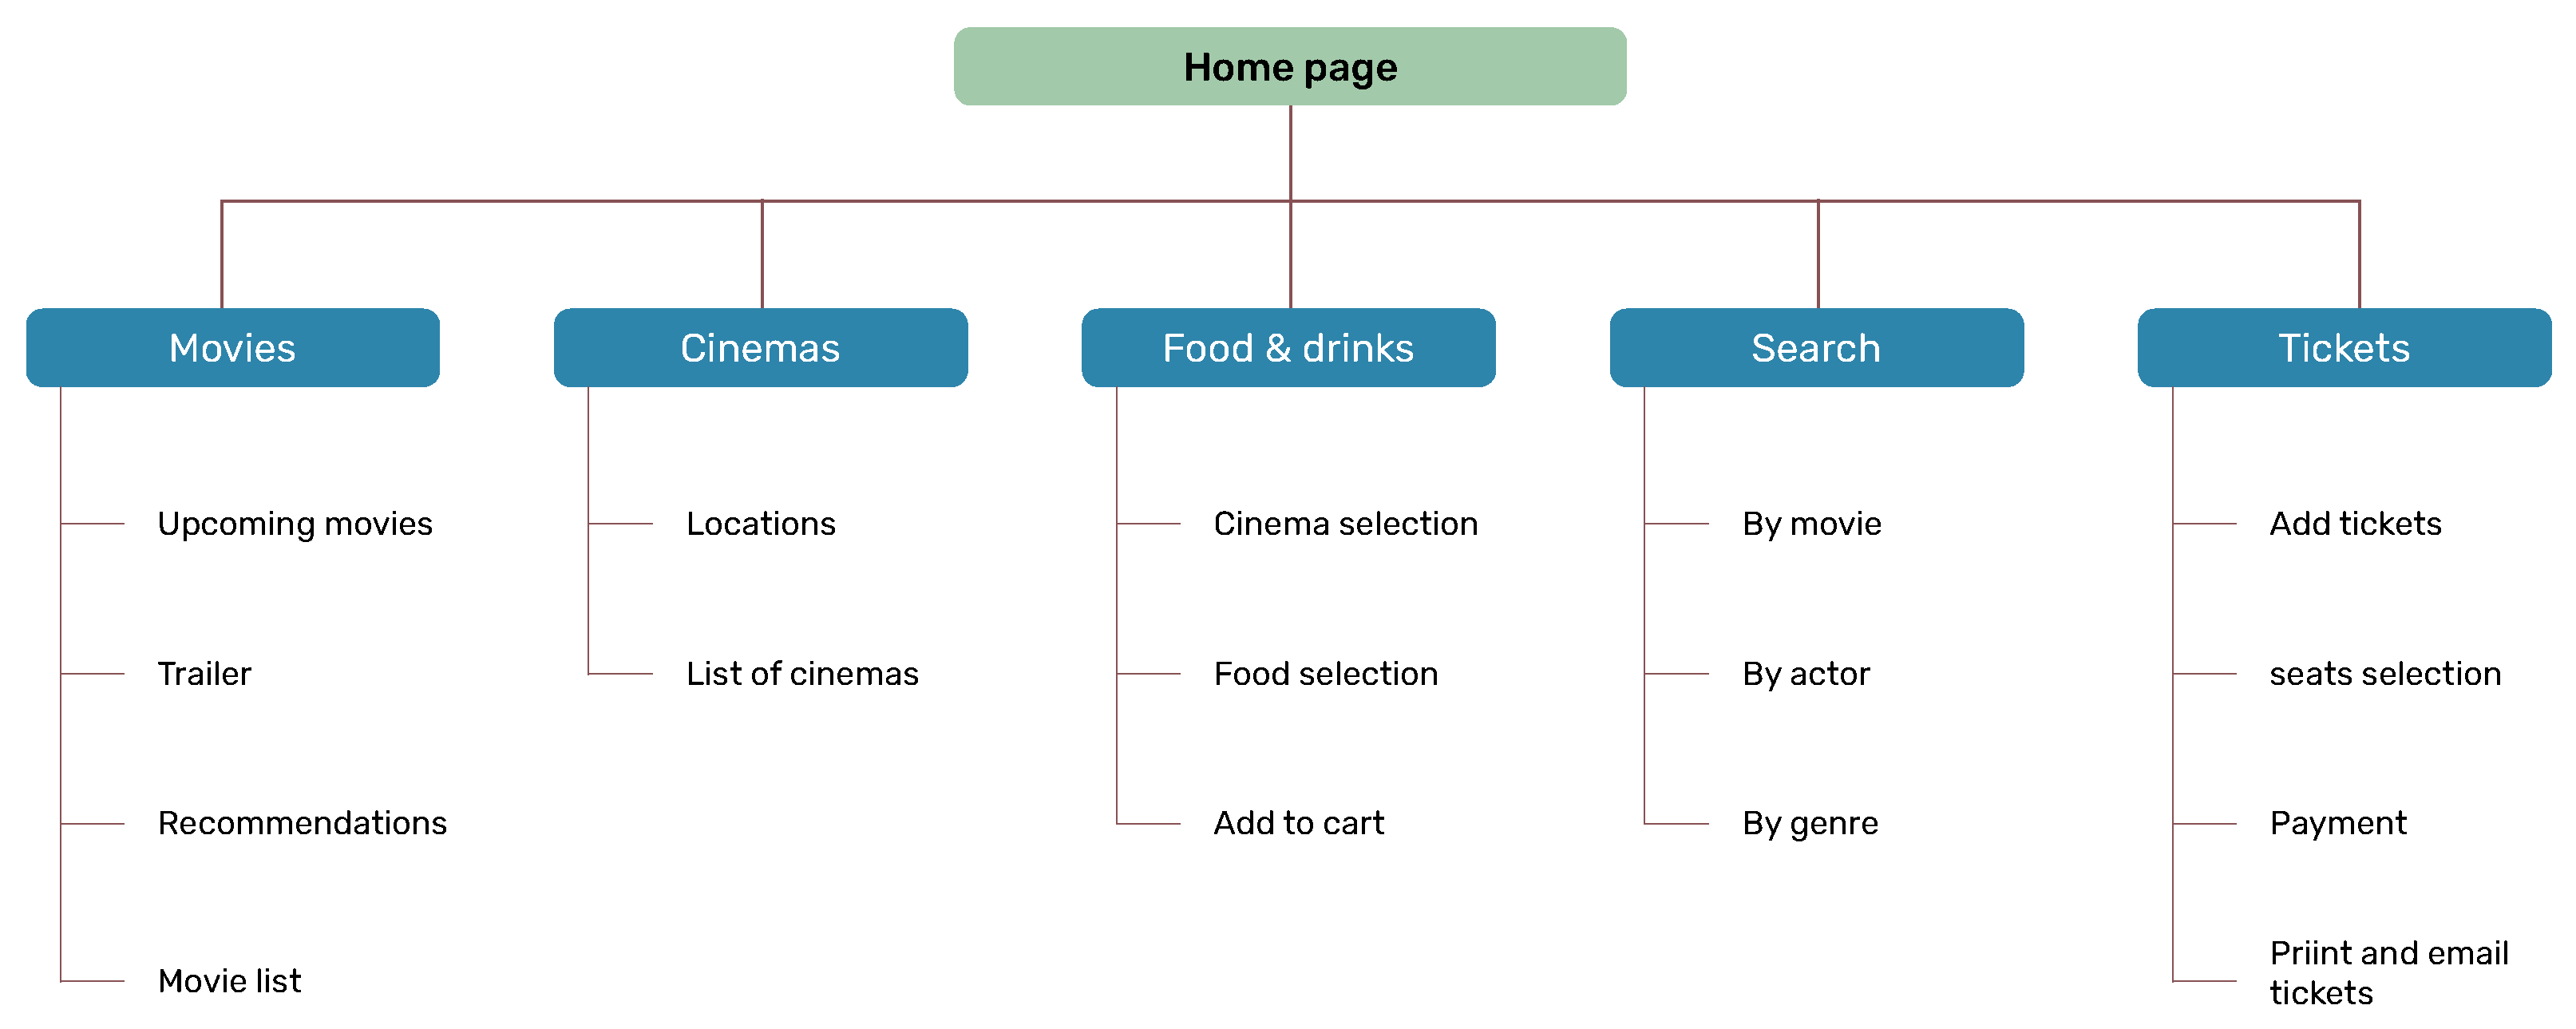 Home page
Movies
Cinemas
Food & drinks
Search
Tickets
Upcoming movies
Trailer
Recommendations
Movie list
Locations
List of cinemas
Cinema selection
Food selection
Add to cart
By movie
By actor
By genre
Add tickets
seats selection
Payment
Priint and email
tickets